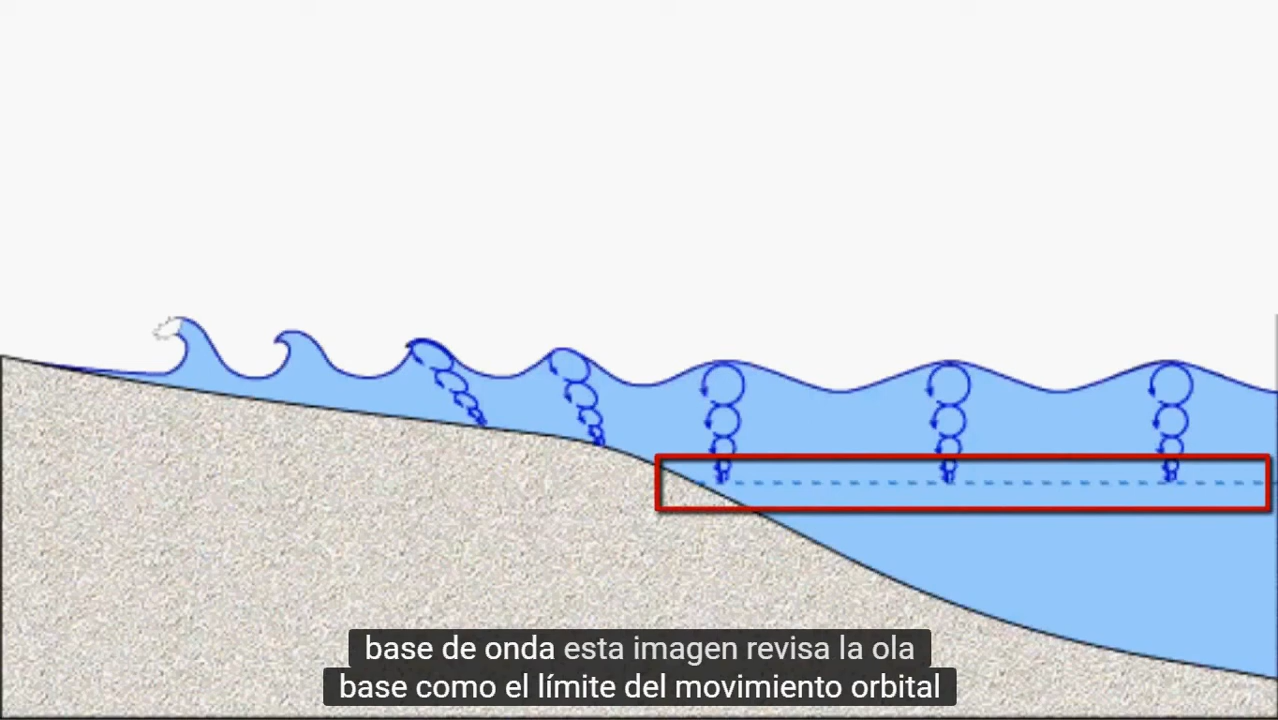 base de onda esta imagen revisa la ola
base como el límite del movimiento orbital